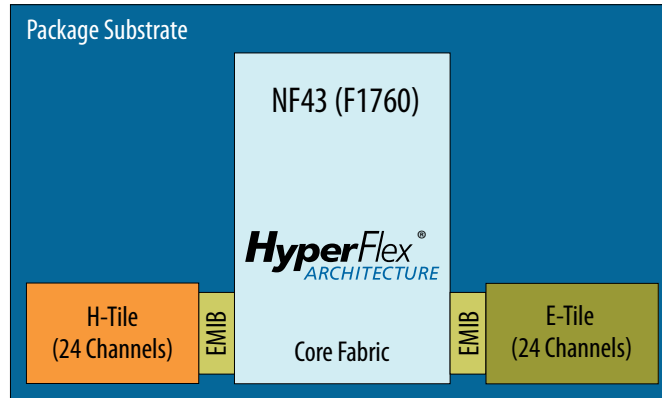 Package Substrate
NF43 (F1760)
HyperFlex®
ARCHITECTURE
H-Tile
(24 Channels)
EMIB
Core Fabric
EMIB
E-Tile
(24 Channels)